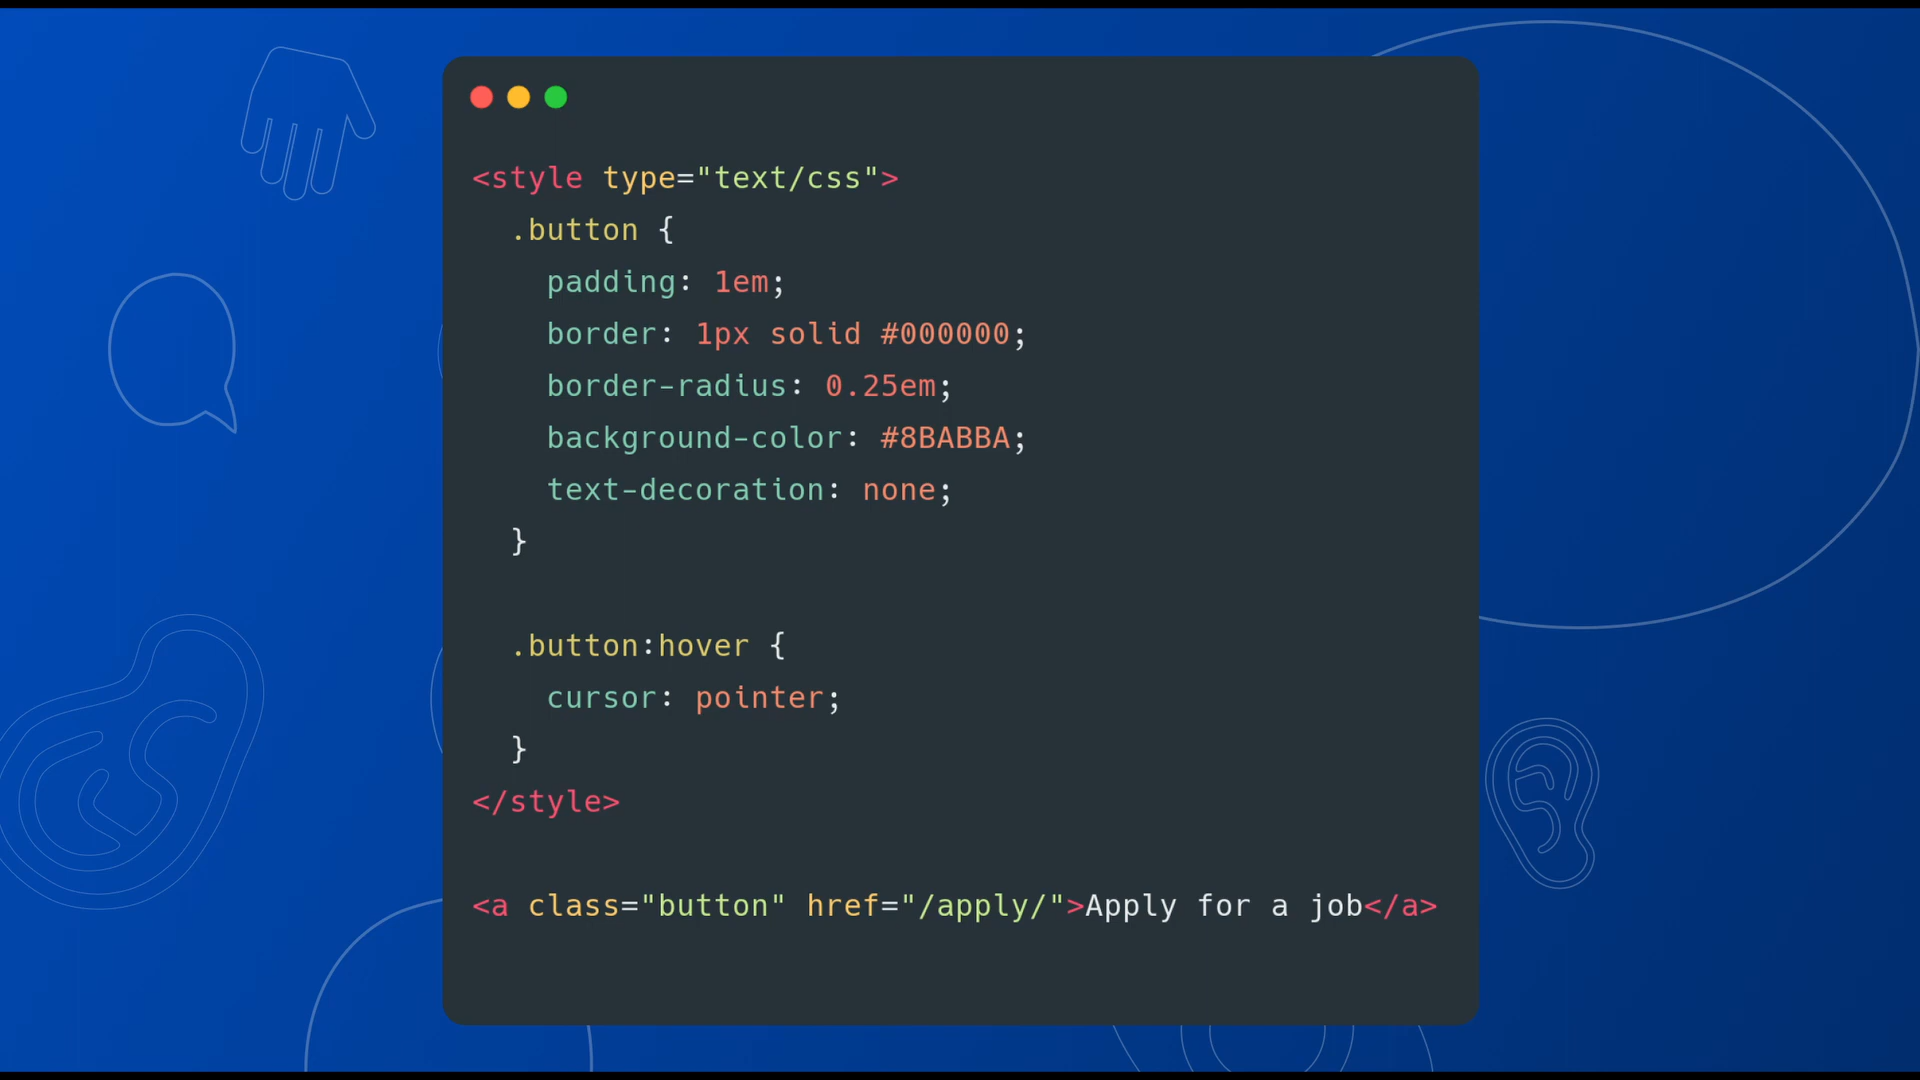 <style type="text/css">
.button {
padding: 1em;
border: 1px solid #000000;
border-radius: 0.25em;
background-color: #8BABBA;
text-decoration: none;
}
.button:hover {
cursor: pointer;
}
</style>
<a class="button" href="/apply/">Apply for a job</a>